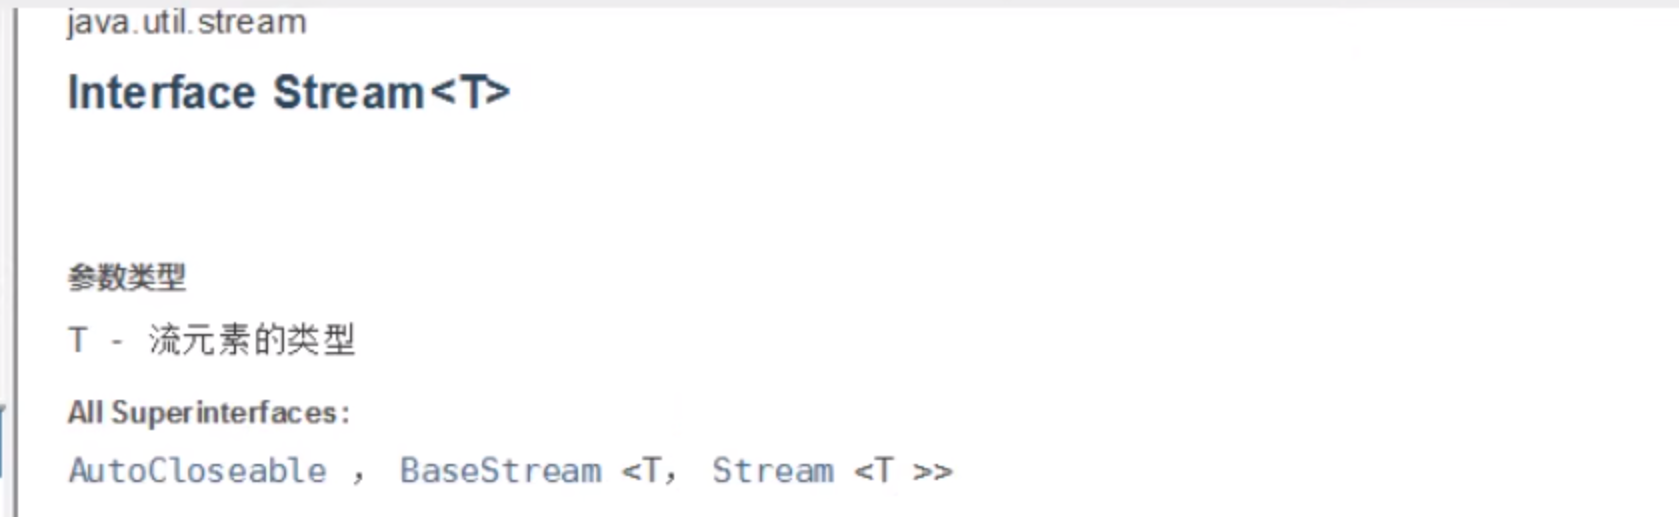 java.util.stream
Interface Stream<T>
参数类型
T - 流元素的类型
All Superinterfaces:
AutoCloseable ， BaseStream <T， Stream <T >>